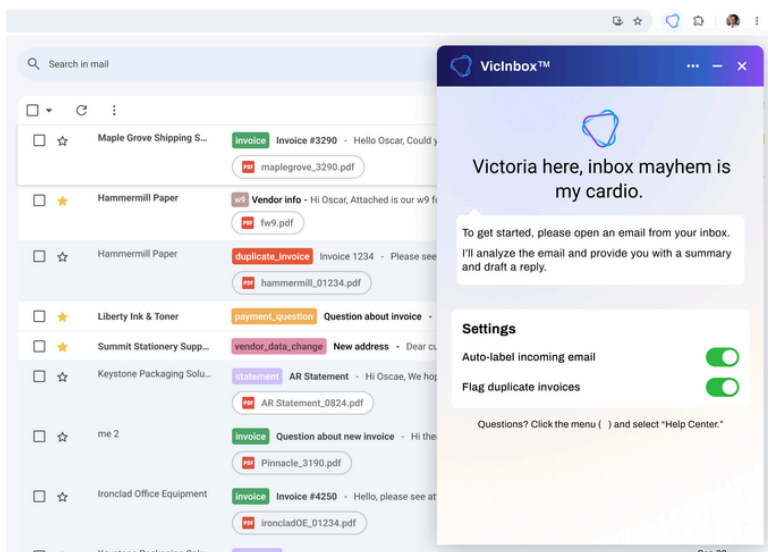 Search in mail
Maple Grove Shipping S...
invoice Invoice #3290 - Hello Oscar, Could y
PDF maplegrove_3290.pdf
Hammermill Paper
w9 Vendor info - Hi Oscar, Attached is our w9 f
PDF fw9.pdf
Hammermill Paper
duplicate_invoice Invoice 1234 - Please see
PDF hammermill_01234.pdf
Liberty Ink & Toner
payment_question Question about invoice -
Summit Stationery Supp...
vendor_data_change New address - Dear cu
Keystone Packaging Solu...
statement AR Statement - Hi Oscae, We hop
PDF AR Statement_0824.pdf
me 2
invoice Question about new invoice - Hi the
PDF Pinnacle_3190.pdf
Ironclad Office Equipment
invoice Invoice #4250 - Hello, please see at
PDF ironcladOE_01234.pdf
VicInbox™
Victoria here, inbox mayhem is
my cardio.
To get started, please open an email from your inbox.
I'll analyze the email and provide you with a summary
and draft a reply.
Settings
Auto-label incoming email
Flag duplicate invoices
Questions? Click the menu ( ) and select “Help Center.”